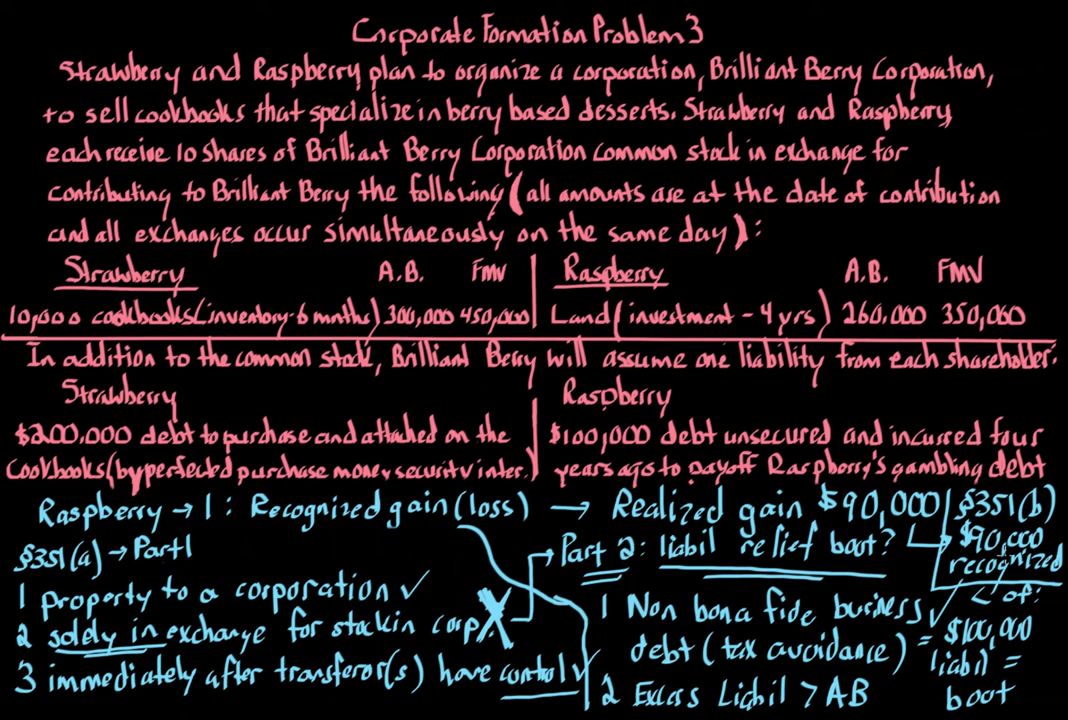 Corporate Formation Problem 3
Strawberry and Raspberry plan to organize a corporation, Brilliant Berry Corporation,
to sell cookbooks that specialize in berry based desserts. Strawberry and Raspberry
each receive 10 shares of Brilliant Berry Corporation common stock in exchange for
contributing to Brilliant Berry the following (all amounts are at the date of contribution
and all exchanges occur simultaneously on the same day):
Strawberry A.B. FMV
10,000 cookbooks (inventory-6 months) 300,000 450,000
Raspberry A.B. FMV
Land (investment - 4 yrs) 260,000 350,000
In addition to the common stock, Brilliant Berry will assume one liability from each shareholder:
Strawberry
$200,000 debt to purchase and attached on the
cookbooks (by perfected purchase money security inter.)
Raspberry
$100,000 debt unsecured and incurred four
years ago to payoff Raspberry's gambling debt
Raspberry → 1: Recognized gain (loss) → Realized gain $90,000
§351(b)
$90,000
recognized
§351(a) → Part 1
1 property to a corporation ✓
2 solely in exchange for stock in corp. X
3 immediately after transferor(s) have control ✓
Part 2: liabil relief boot?
1 Non bona fide business ✓
debt (tax avoidance) =
2 Excess Liabil > AB
< of:
$100,000
liabil =
boot